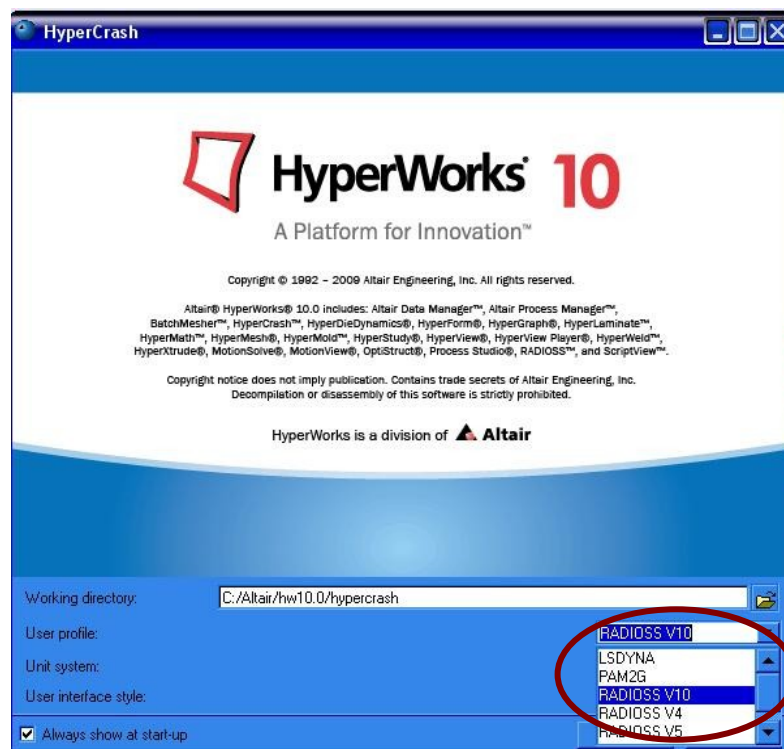 HyperCrash
HyperWorks 10
A Platform for Innovation™
Copyright © 1992 – 2009 Altair Engineering, Inc. All rights reserved.
Altair® HyperWorks® 10.0 includes: Altair Data Manager™, Altair Process Manager™,
BatchMesher™, HyperCrash™, HyperDieDynamics®, HyperForm®, HyperGraph®, HyperLaminate™,
HyperMath™, HyperMesh®, HyperMold™, HyperStudy®, HyperView®, HyperView Player®, HyperWeld™,
HyperXtrude®, MotionSolve®, MotionView®, OptiStruct®, Process Studio®, RADIOSS™, and ScriptView™.
Copyright notice does not imply publication. Contains trade secrets of Altair Engineering, Inc.
Decompilation or disassembly of this software is strictly prohibited.
HyperWorks is a division of Altair
Working directory: C:/Altair/hw10.0/hypercrash
User profile: RADIOSS V10
LSDYNA
Unit system:
PAM2G
RADIOSS V10
User interface style:
RADIOSS V4
Always show at start-up
RADIOSS V5